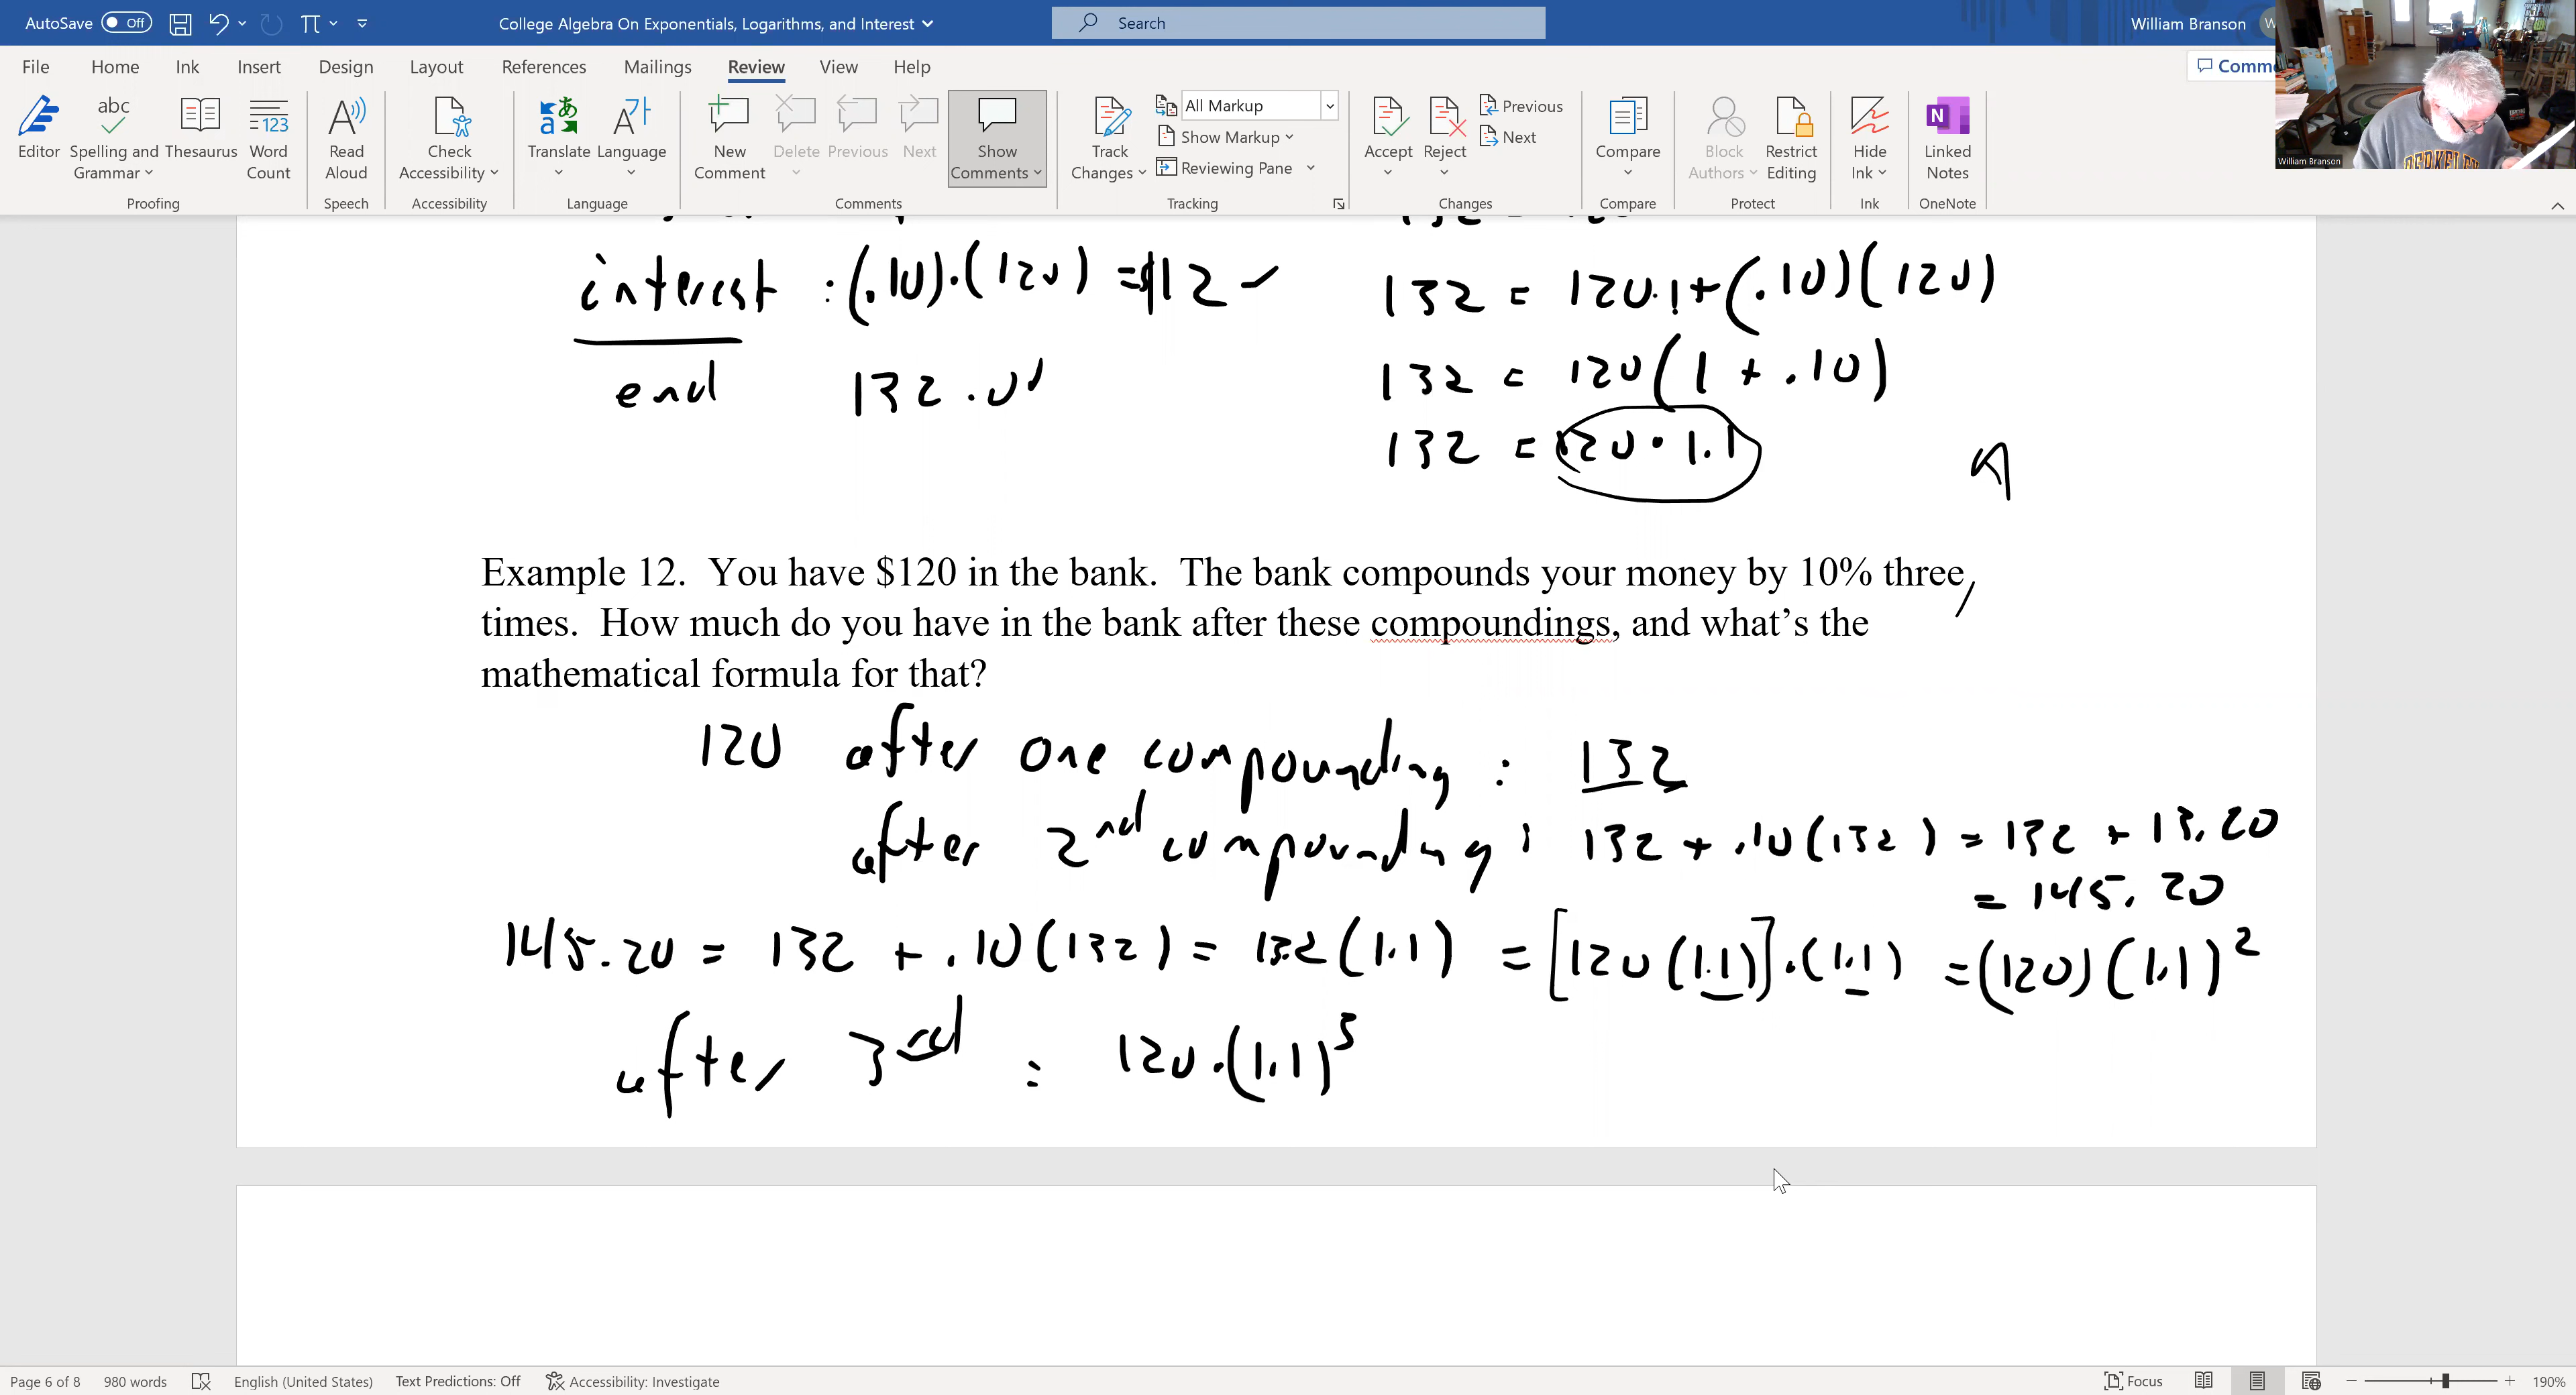 AutoSave Off College Algebra On Exponentials, Logarithms, and Interest Search William Branson
File Home Ink Insert Design Layout References Mailings Review View Help
Editor
Spelling and Grammar
Thesaurus
Word Count
Read Aloud
Check Accessibility
Translate
Language
New Comment
Delete
Previous
Next
Show Comments
Track Changes
All Markup
Show Markup
Reviewing Pane
Accept
Reject
Previous
Next
Compare
Block Authors
Restrict Editing
Hide Ink
Linked Notes
William Branson
Proofing Speech Accessibility Language Comments Tracking Changes Compare Protect Ink OneNote
interest : (.10)·(120) = $12
end 132.00
132 = 120·1+(.10)(120)
132 = 120(1 + .10)
132 = 120 · 1.1
Example 12. You have $120 in the bank. The bank compounds your money by 10% three
times. How much do you have in the bank after these compoundings, and what's the
mathematical formula for that?
120 after one compounding : 132
after 2nd compounding : 132 + .10(132) = 132 + 13.20
= 145.20
145.20 = 132 + .10(132) = 132(1.1) = [120(1.1)]·(1.1) = (120)(1.1)²
after 3rd : 120·(1.1)³
Page 6 of 8 980 words English (United States) Text Predictions: Off Accessibility: Investigate Focus 190%